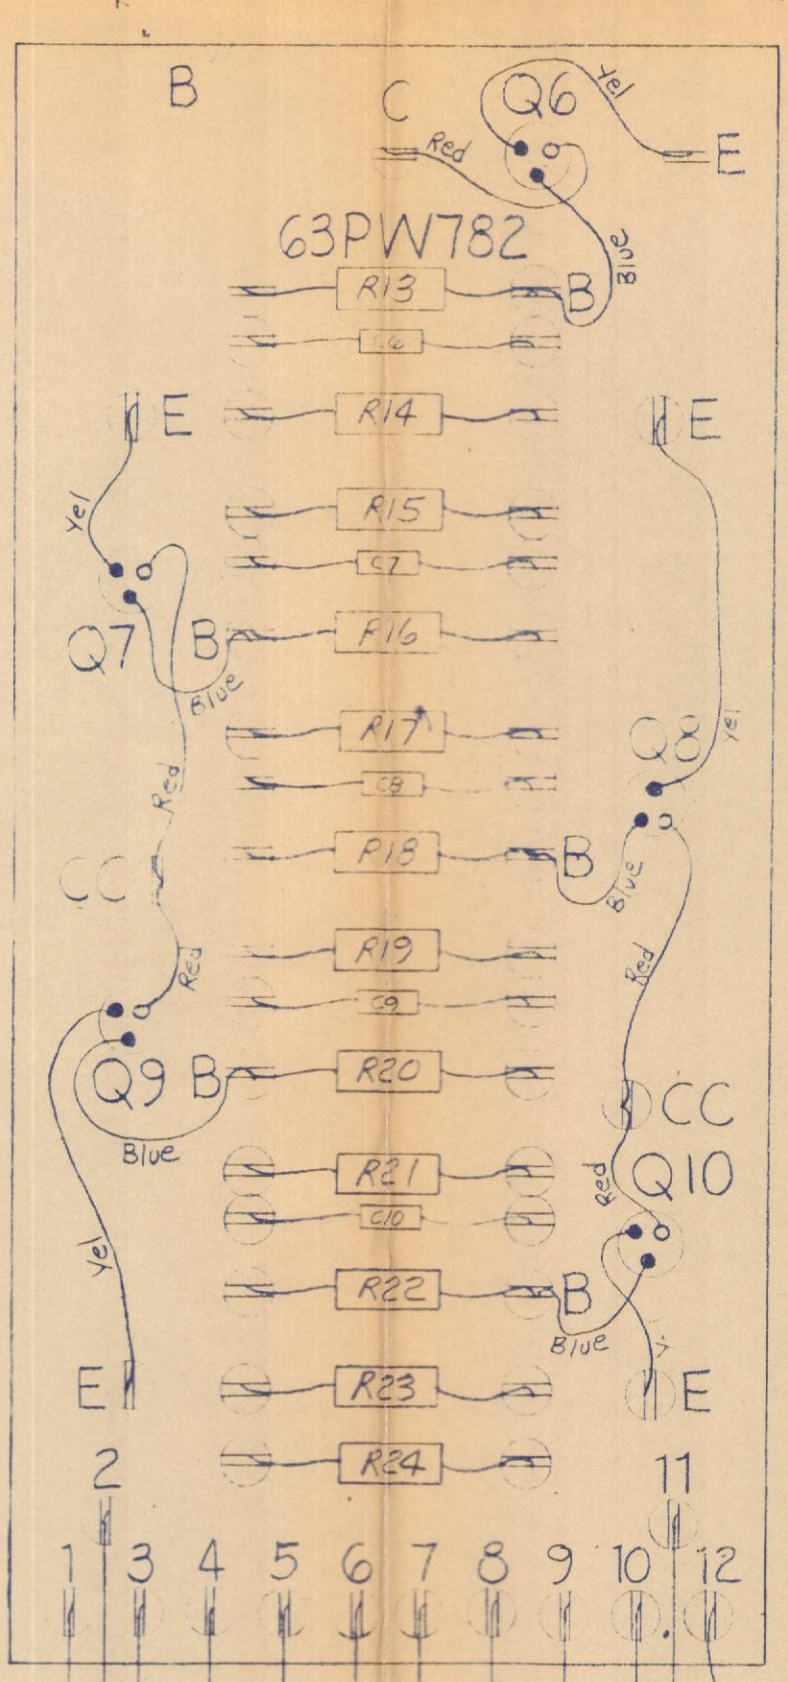 B C Q6 Yel
Red E
63PW782 Blue
R13 B
C6
E R14 E
Yel R15
C7
Q7 B R16
Blue
R17 Q8 Yel
Red C8
CC R18 B Blue
Red R19 Red
C9
Q9 B R20
CC
Blue R21 Red Q10
C10
Yel R22 B
Blue
E R23 E
2 R24 11
1 3 4 5 6 7 8 9 10 12